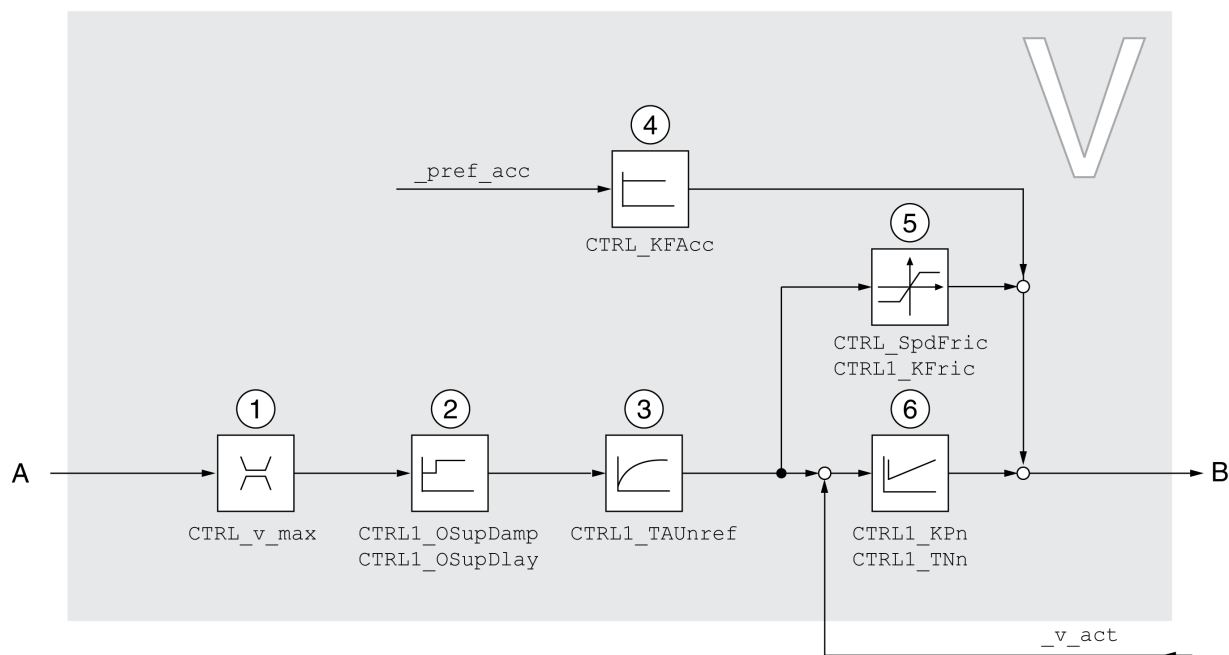 V
4
_pref_acc
CTRL_KFAcc
5
CTRL_SpdFric
CTRL1_KFric
1
2
3
6
A
B
CTRL_v_max
CTRL1_OSupDamp
CTRL1_OSupDlay
CTRL1_TAUnref
CTRL1_KPn
CTRL1_TNn
_v_act